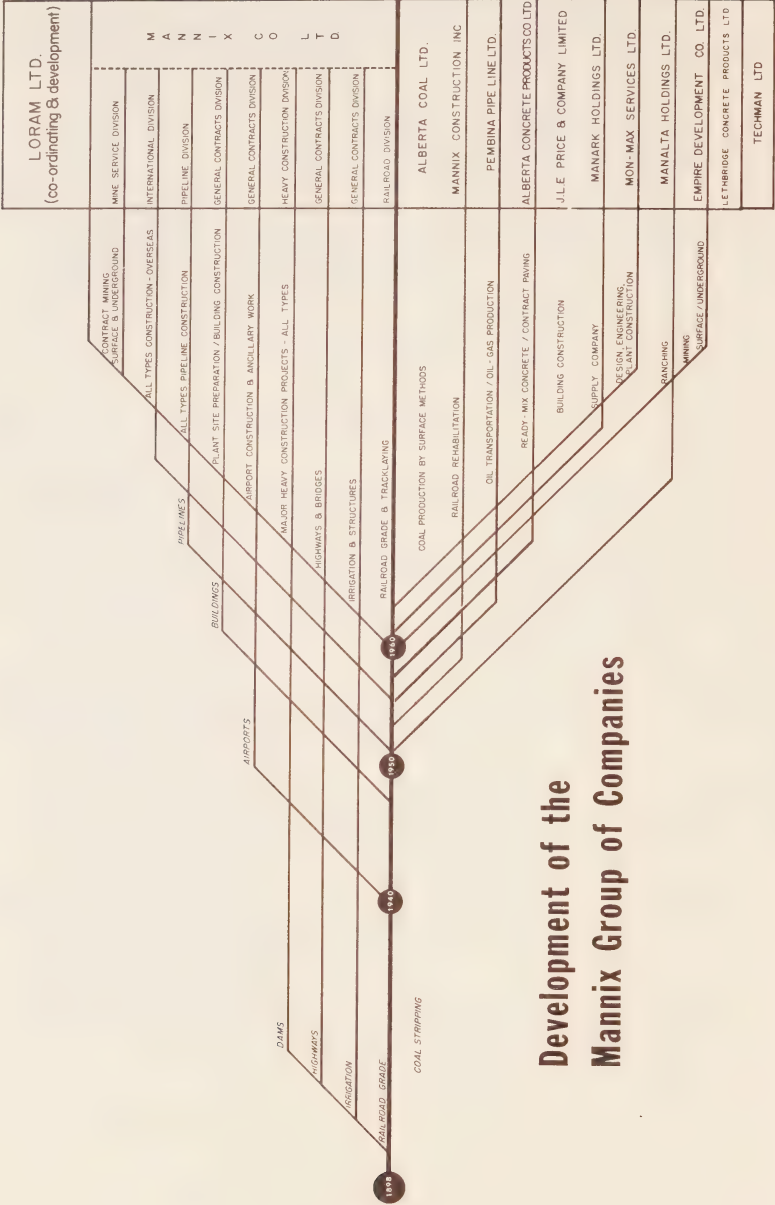 Development of the
Mannix Group of Companies
1898
1940
1950
1960
DAMS
HIGHWAYS
IRRIGATION
RAILROAD GRADE
COAL STRIPPING
AIRPORTS
BUILDINGS
PIPELINES
CONTRACT MINING
SURFACE & UNDERGROUND
ALL TYPES CONSTRUCTION - OVERSEAS
ALL TYPES PIPELINE CONSTRUCTION
PLANT SITE PREPARATION / BUILDING CONSTRUCTION
AIRPORT CONSTRUCTION & ANCILLARY WORK
MAJOR HEAVY CONSTRUCTION PROJECTS - ALL TYPES
HIGHWAYS & BRIDGES
IRRIGATION & STRUCTURES
RAILROAD GRADE & TRACKLAYING
COAL PRODUCTION BY SURFACE METHODS
RAILROAD REHABILITATION
OIL TRANSPORTATION / OIL - GAS PRODUCTION
READY - MIX CONCRETE / CONTRACT PAVING
BUILDING CONSTRUCTION
SUPPLY COMPANY
DESIGN, ENGINEERING,
PLANT CONSTRUCTION
RANCHING
MINING
SURFACE / UNDERGROUND
LORAM LTD.
(co-ordinating & development)
MANNIX CO LTD.
MINE SERVICE DIVISION
INTERNATIONAL DIVISION
PIPELINE DIVISION
GENERAL CONTRACTS DIVISION
GENERAL CONTRACTS DIVISION
HEAVY CONSTRUCTION DIVISION
GENERAL CONTRACTS DIVISION
GENERAL CONTRACTS DIVISION
RAILROAD DIVISION
ALBERTA COAL LTD.
MANNIX CONSTRUCTION INC
PEMBINA PIPE LINE LTD.
ALBERTA CONCRETE PRODUCTS CO LTD
J.L.E. PRICE & COMPANY LIMITED
MANARK HOLDINGS LTD.
MON-MAX SERVICES LTD.
MANALTA HOLDINGS LTD.
EMPIRE DEVELOPMENT CO. LTD.
LETHBRIDGE CONCRETE PRODUCTS LTD
TECHMAN LTD